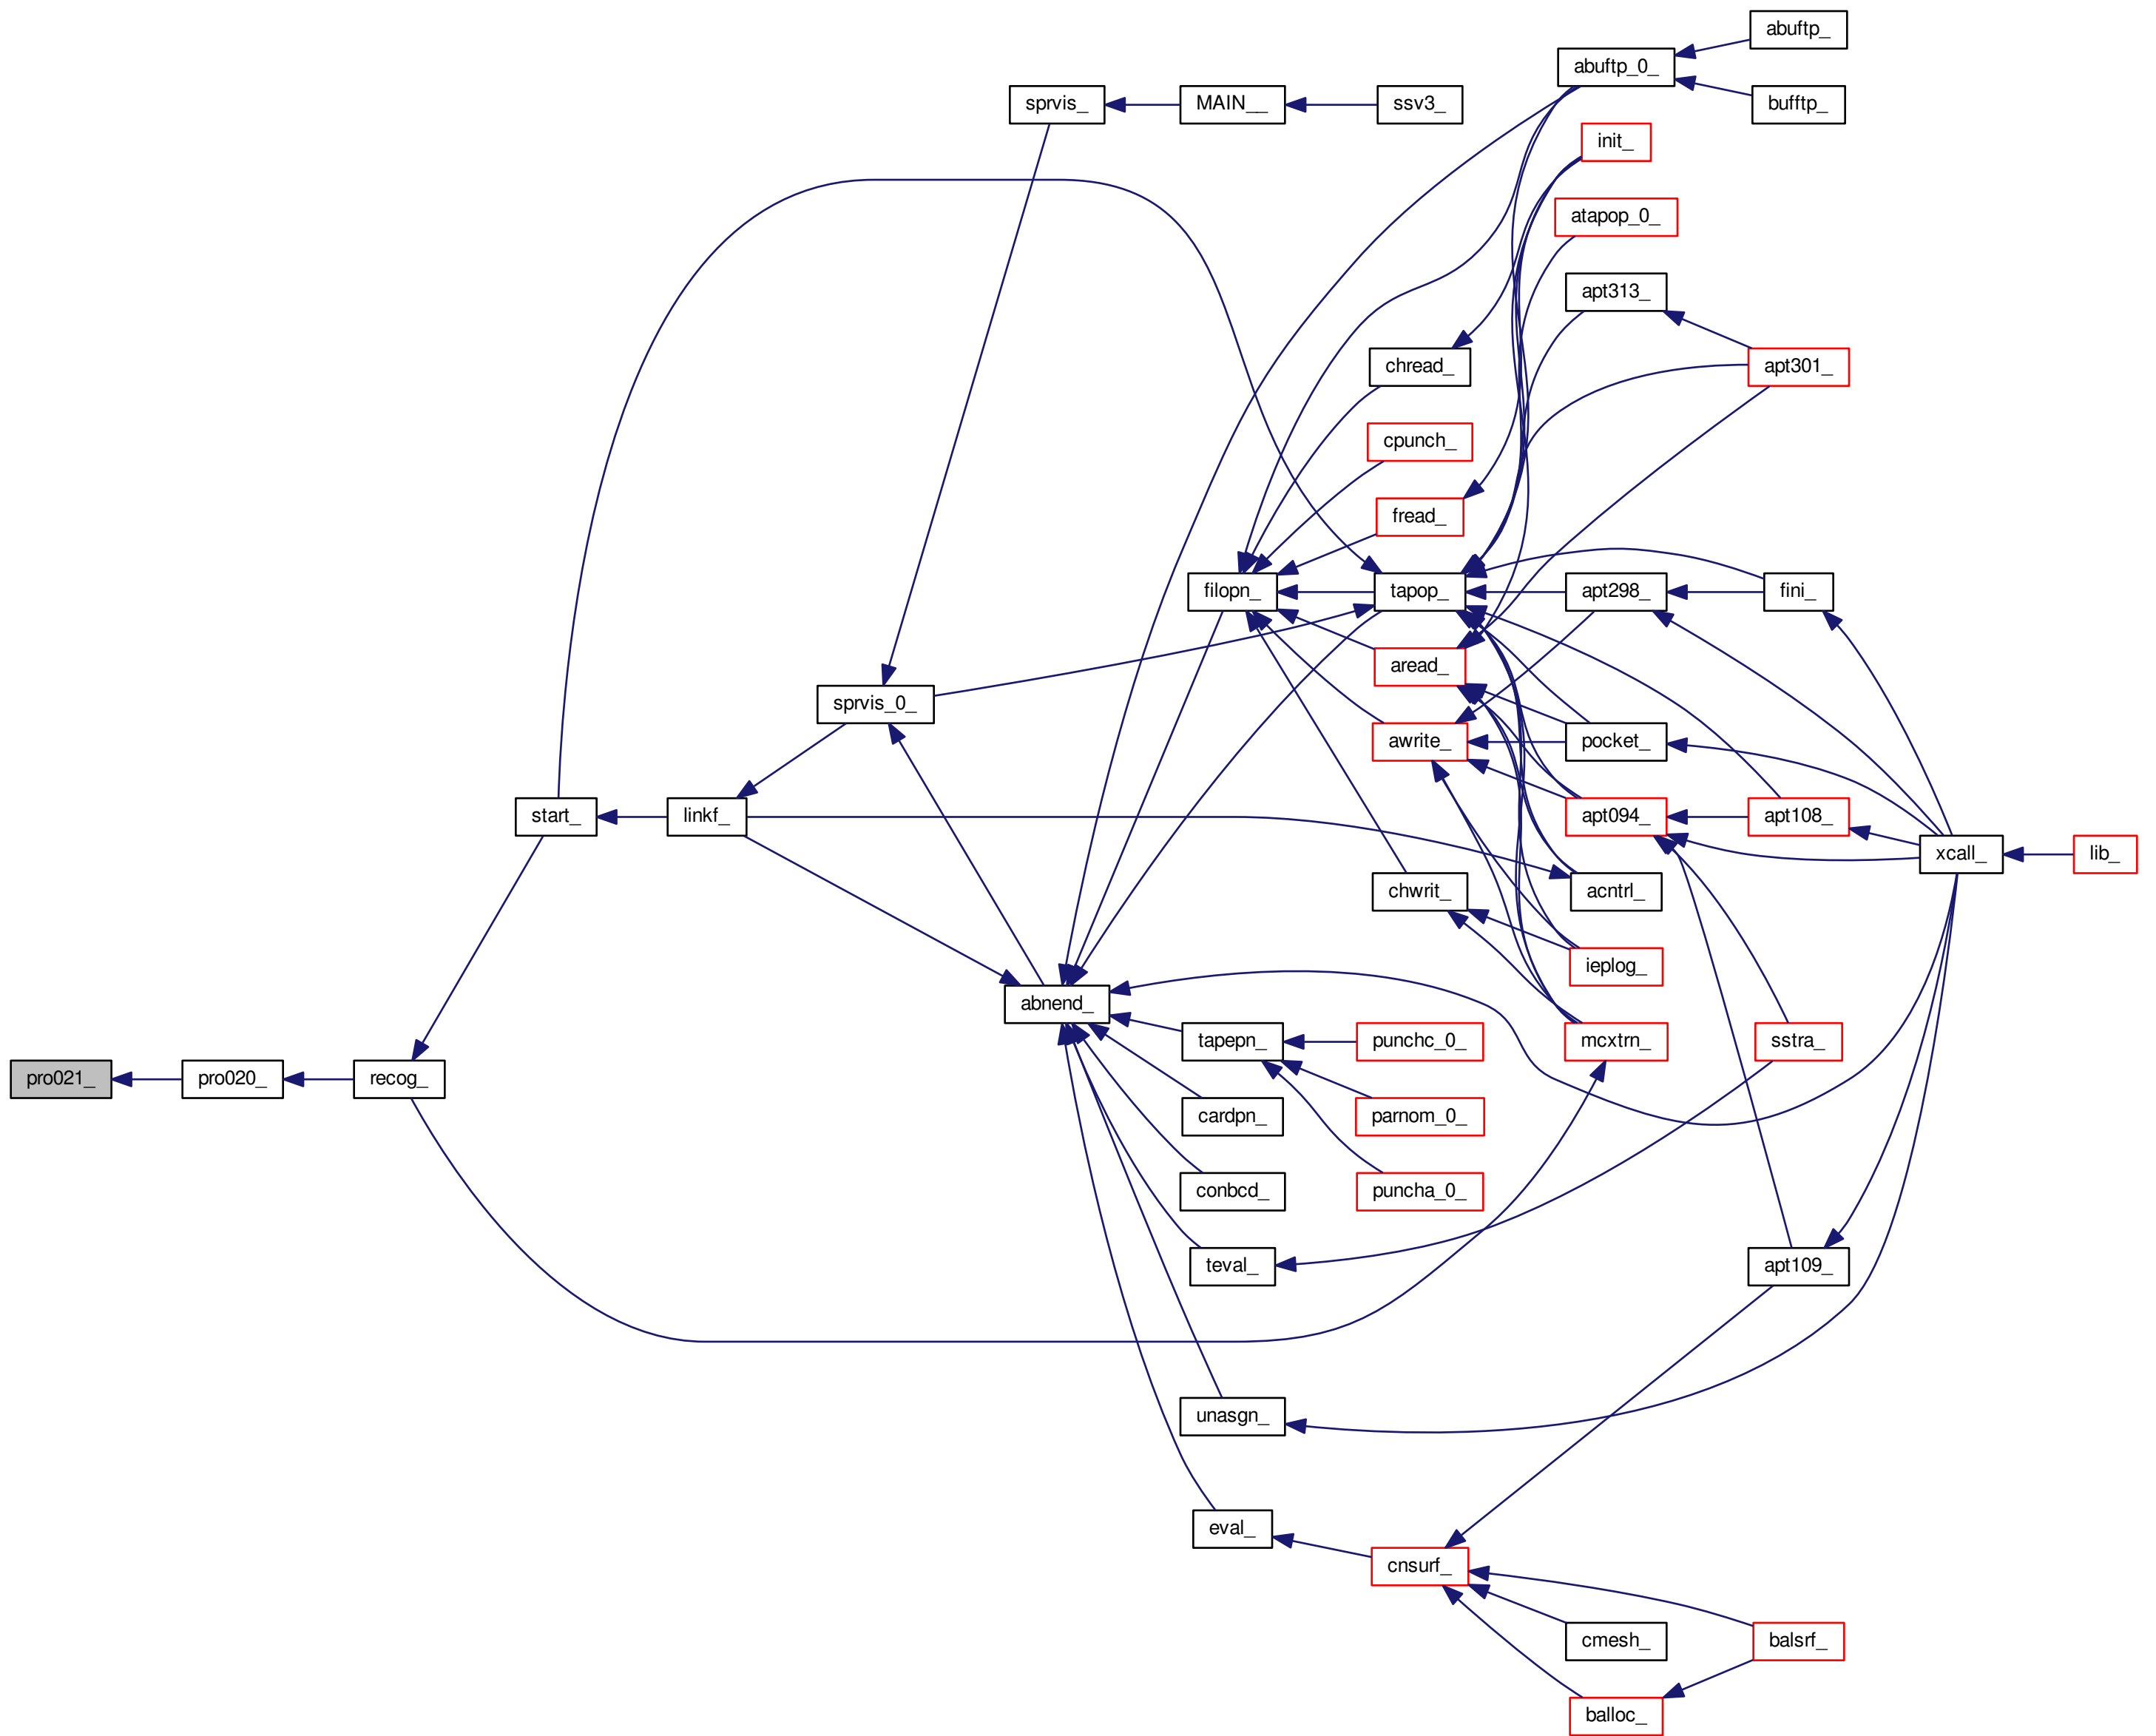 abuftp_
abuftp_0_
sprvis_
MAIN__
ssv3_
bufftp_
init_
atapop_0_
apt313_
chread_
apt301_
cpunch_
fread_
filopn_
tapop_
apt298_
fini_
aread_
sprvis_0_
awrite_
pocket_
start_
linkf_
apt094_
apt108_
xcall_
lib_
chwrit_
acntrl_
ieplog_
abnend_
tapepn_
punchc_0_
mcxtrn_
sstra_
pro021_
pro020_
recog_
cardpn_
parnom_0_
conbcd_
puncha_0_
teval_
apt109_
unasgn_
eval_
cnsurf_
cmesh_
balsrf_
balloc_